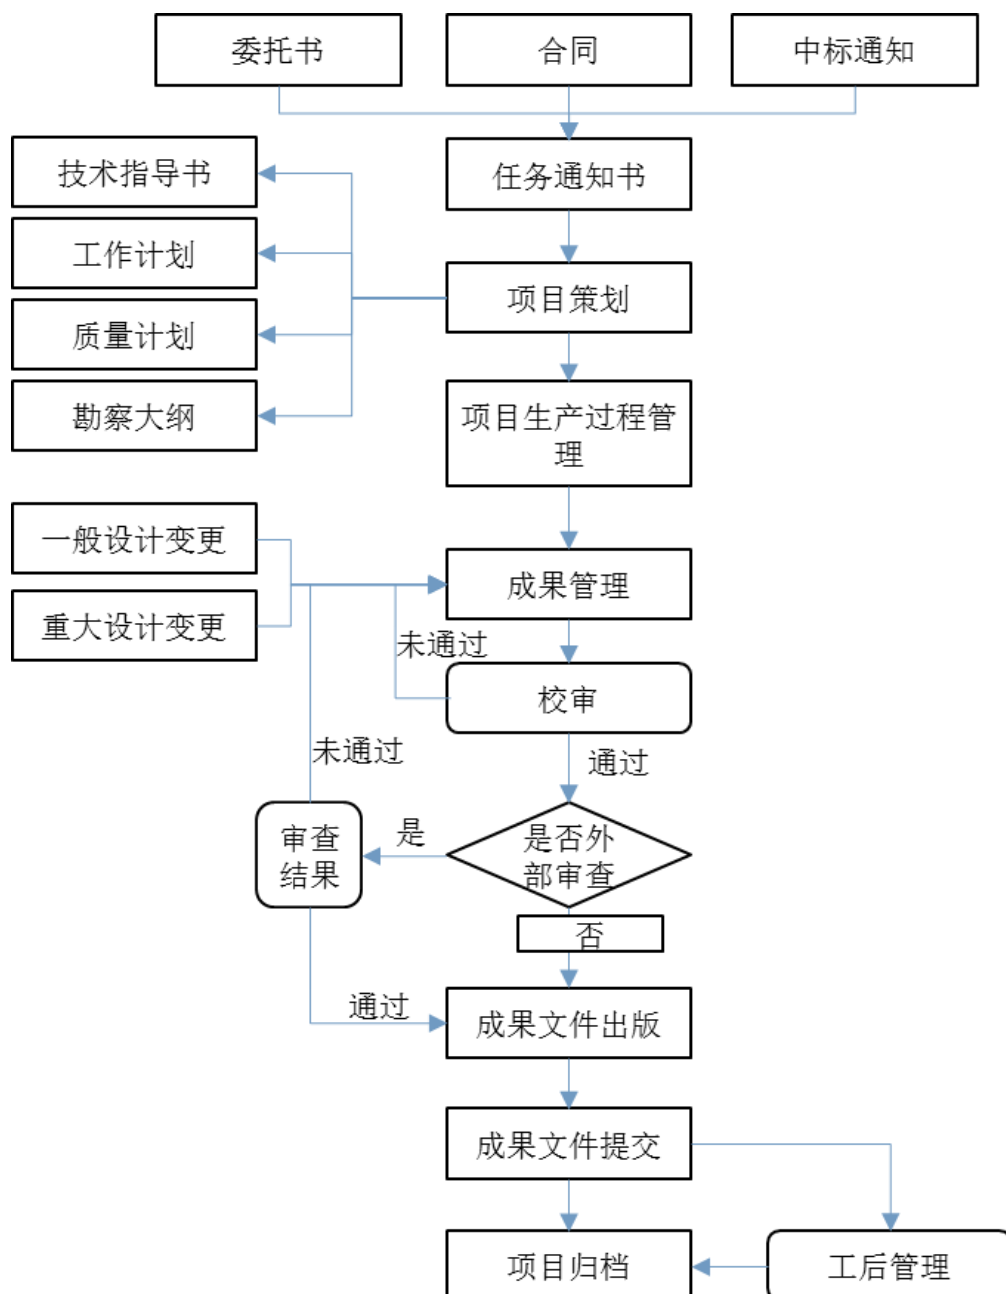 委托书
合同
中标通知
任务通知书
技术指导书
工作计划
项目策划
质量计划
勘察大纲
项目生产过程管
理
一般设计变更
成果管理
重大设计变更
未通过
校审
未通过
通过
审查
结果
是
是否外
部审查
否
通过
成果文件出版
成果文件提交
项目归档
工后管理